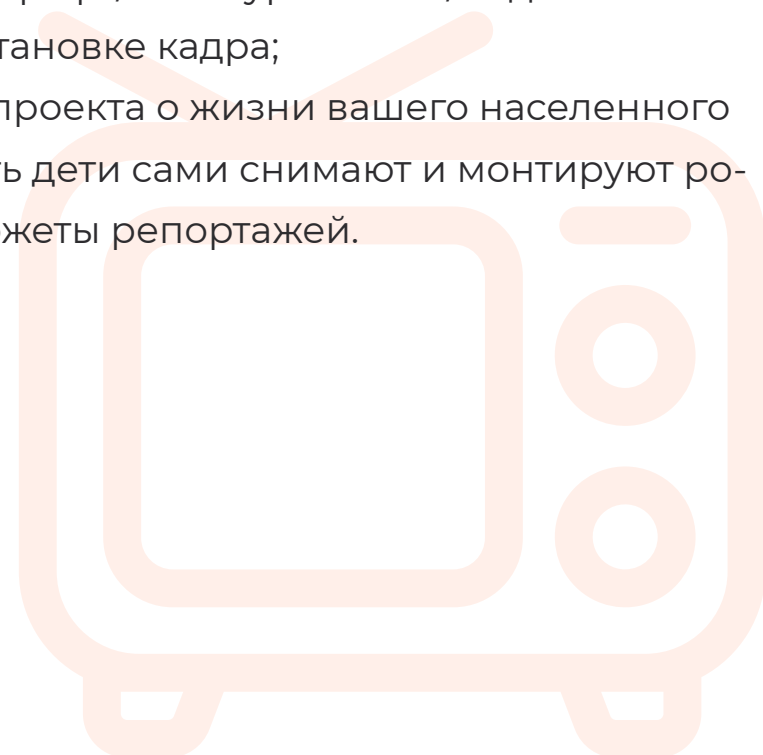 тановке кадра;
проекта о жизни вашего населенного
ь дети сами снимают и монтируют ро-
жеты репортажей.